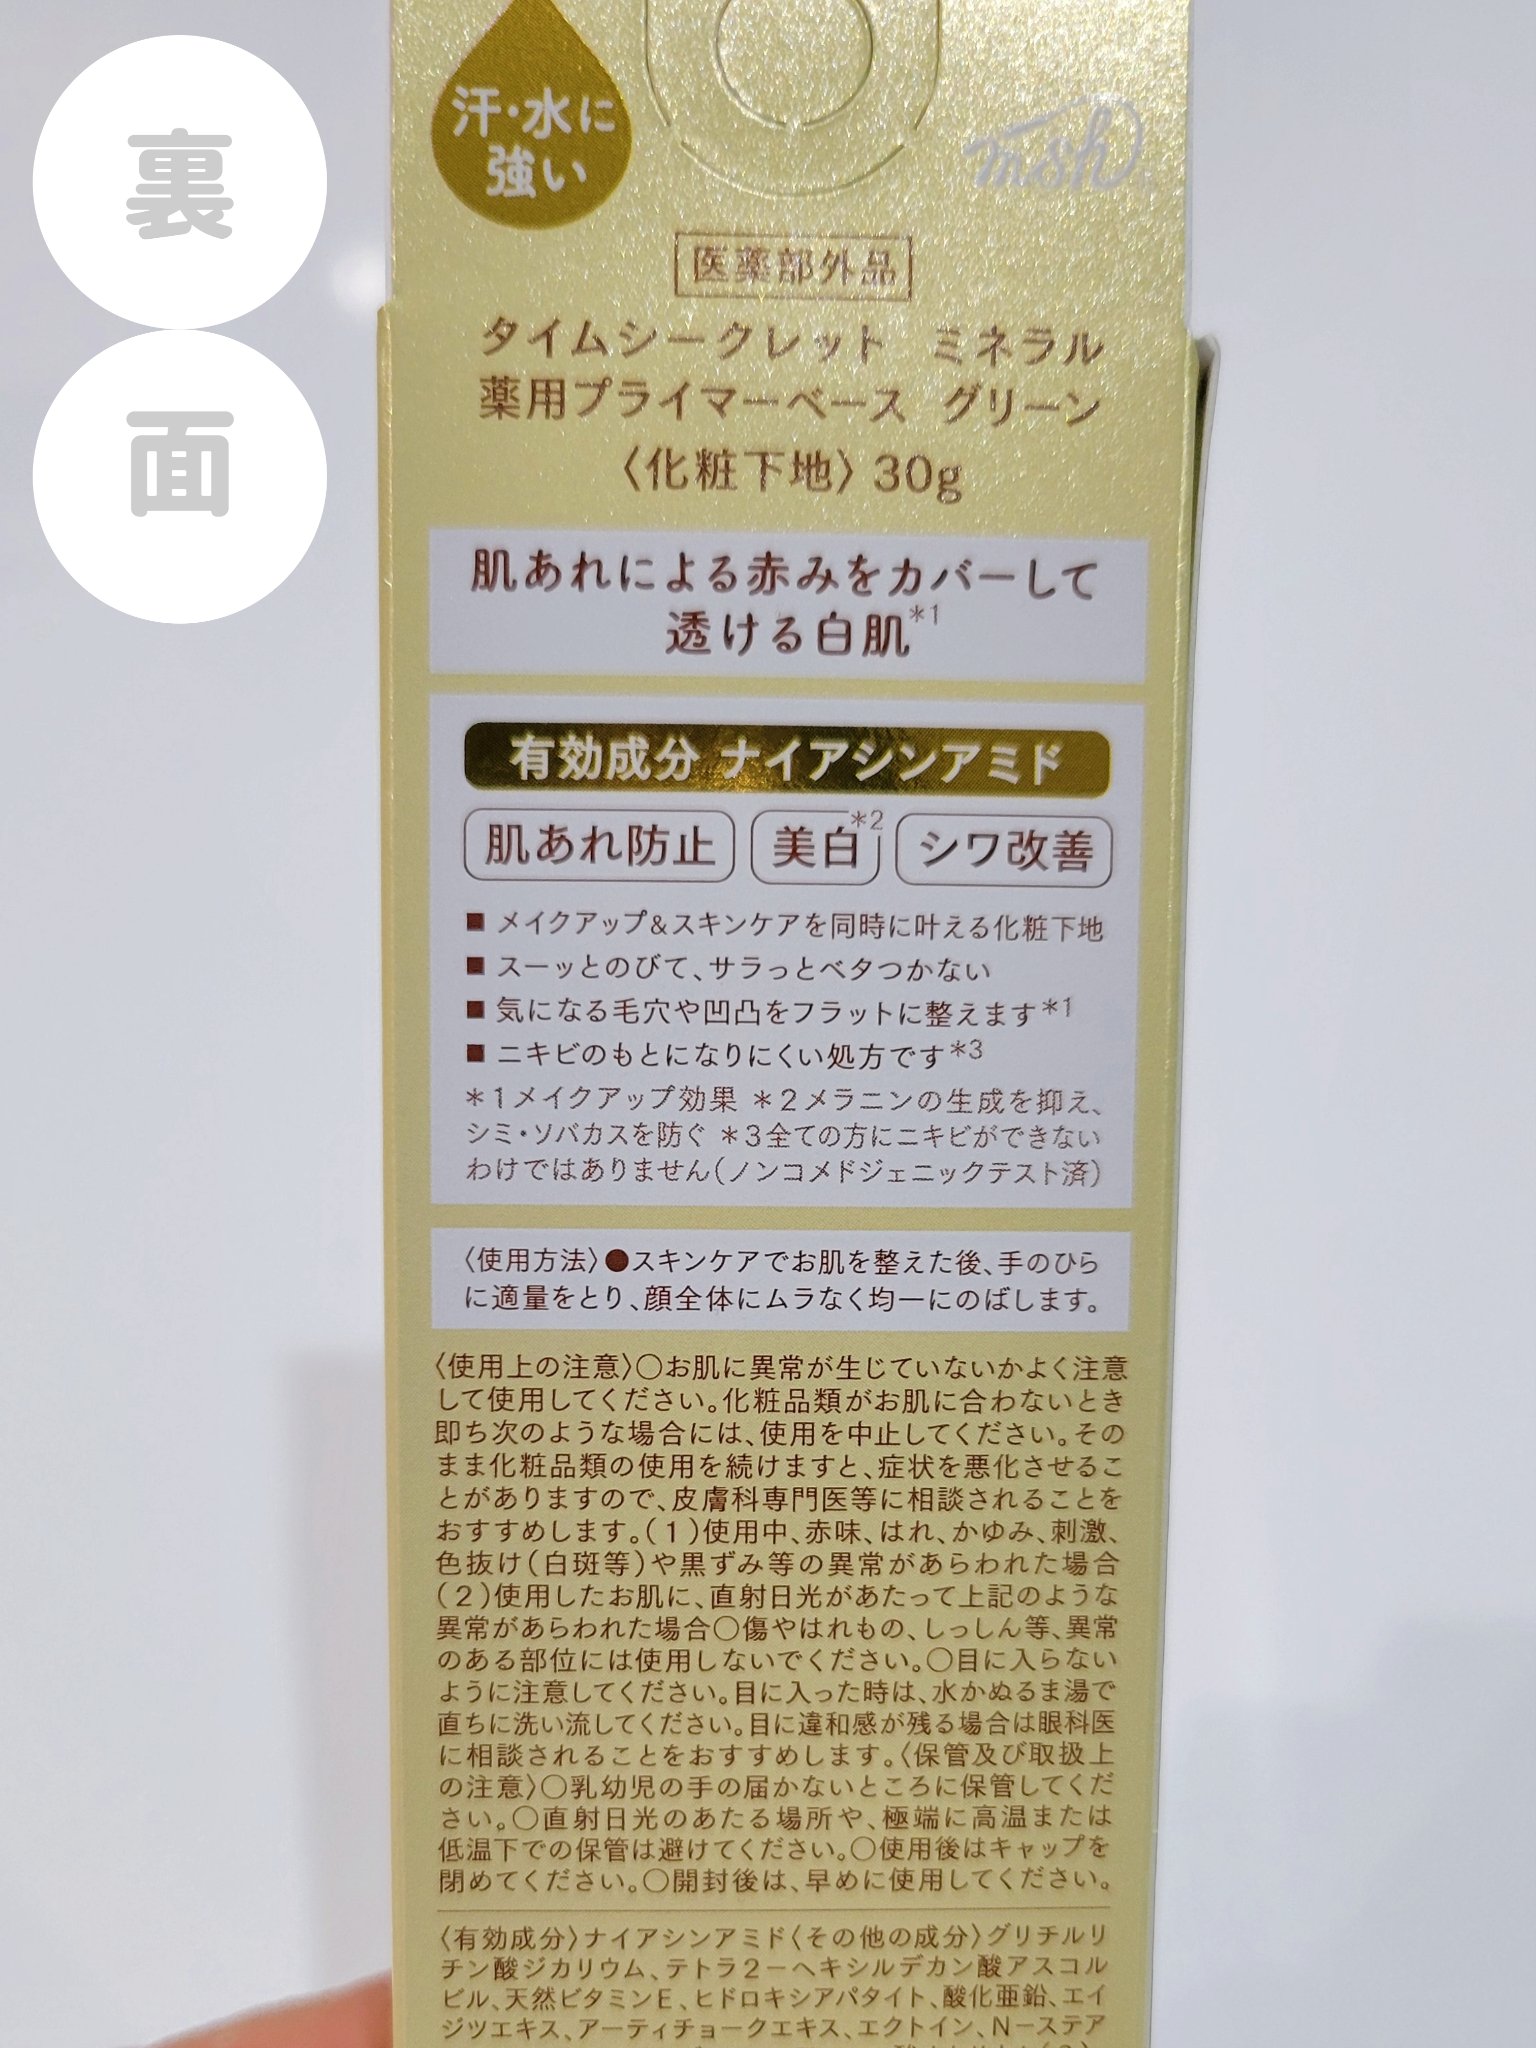 裏
面
汗・水に
強い
msh
医薬部外品
タイムシークレット ミネラル
薬用プライマーベース グリーン
〈化粧下地〉30g
肌あれによる赤みをカバーして
透ける白肌*1
有効成分 ナイアシンアミド
肌あれ防止 美白*2 シワ改善
■ メイクアップ&スキンケアを同時に叶える化粧下地
■ スーッとのびて、サラっとベタつかない
■ 気になる毛穴や凹凸をフラットに整えます*1
■ ニキビのもとになりにくい処方です*3
*1メイクアップ効果 *2メラニンの生成を抑え、
シミ・ソバカスを防ぐ *3全ての方にニキビができない
わけではありません(ノンコメドジェニックテスト済)
〈使用方法〉●スキンケアでお肌を整えた後、手のひら
に適量をとり、顔全体にムラなく均一にのばします。
〈使用上の注意〉○お肌に異常が生じていないかよく注意
して使用してください。化粧品類がお肌に合わないとき
即ち次のような場合には、使用を中止してください。その
まま化粧品類の使用を続けますと、症状を悪化させるこ
とがありますので、皮膚科専門医等に相談されることを
おすすめします。(1)使用中、赤味、はれ、かゆみ、刺激、
色抜け(白斑等)や黒ずみ等の異常があらわれた場合
(2)使用したお肌に、直射日光があたって上記のような
異常があらわれた場合○傷やはれもの、しっしん等、異常
のある部位には使用しないでください。○目に入らない
ように注意してください。目に入った時は、水かぬるま湯で
直ちに洗い流してください。目に違和感が残る場合は眼科医
に相談されることをおすすめします。〈保管及び取扱上
の注意〉○乳幼児の手の届かないところに保管してくだ
さい。○直射日光のあたる場所や、極端に高温または
低温下での保管は避けてください。○使用後はキャップを
閉めてください。○開封後は、早めに使用してください。
〈有効成分〉ナイアシンアミド〈その他の成分〉グリチルリ
チン酸ジカリウム、テトラ2－ヘキシルデカン酸アスコル
ビル、天然ビタミンE、ヒドロキシアパタイト、酸化亜鉛、エイ
ジツエキス、アーティチョークエキス、エクトイン、N－ステア